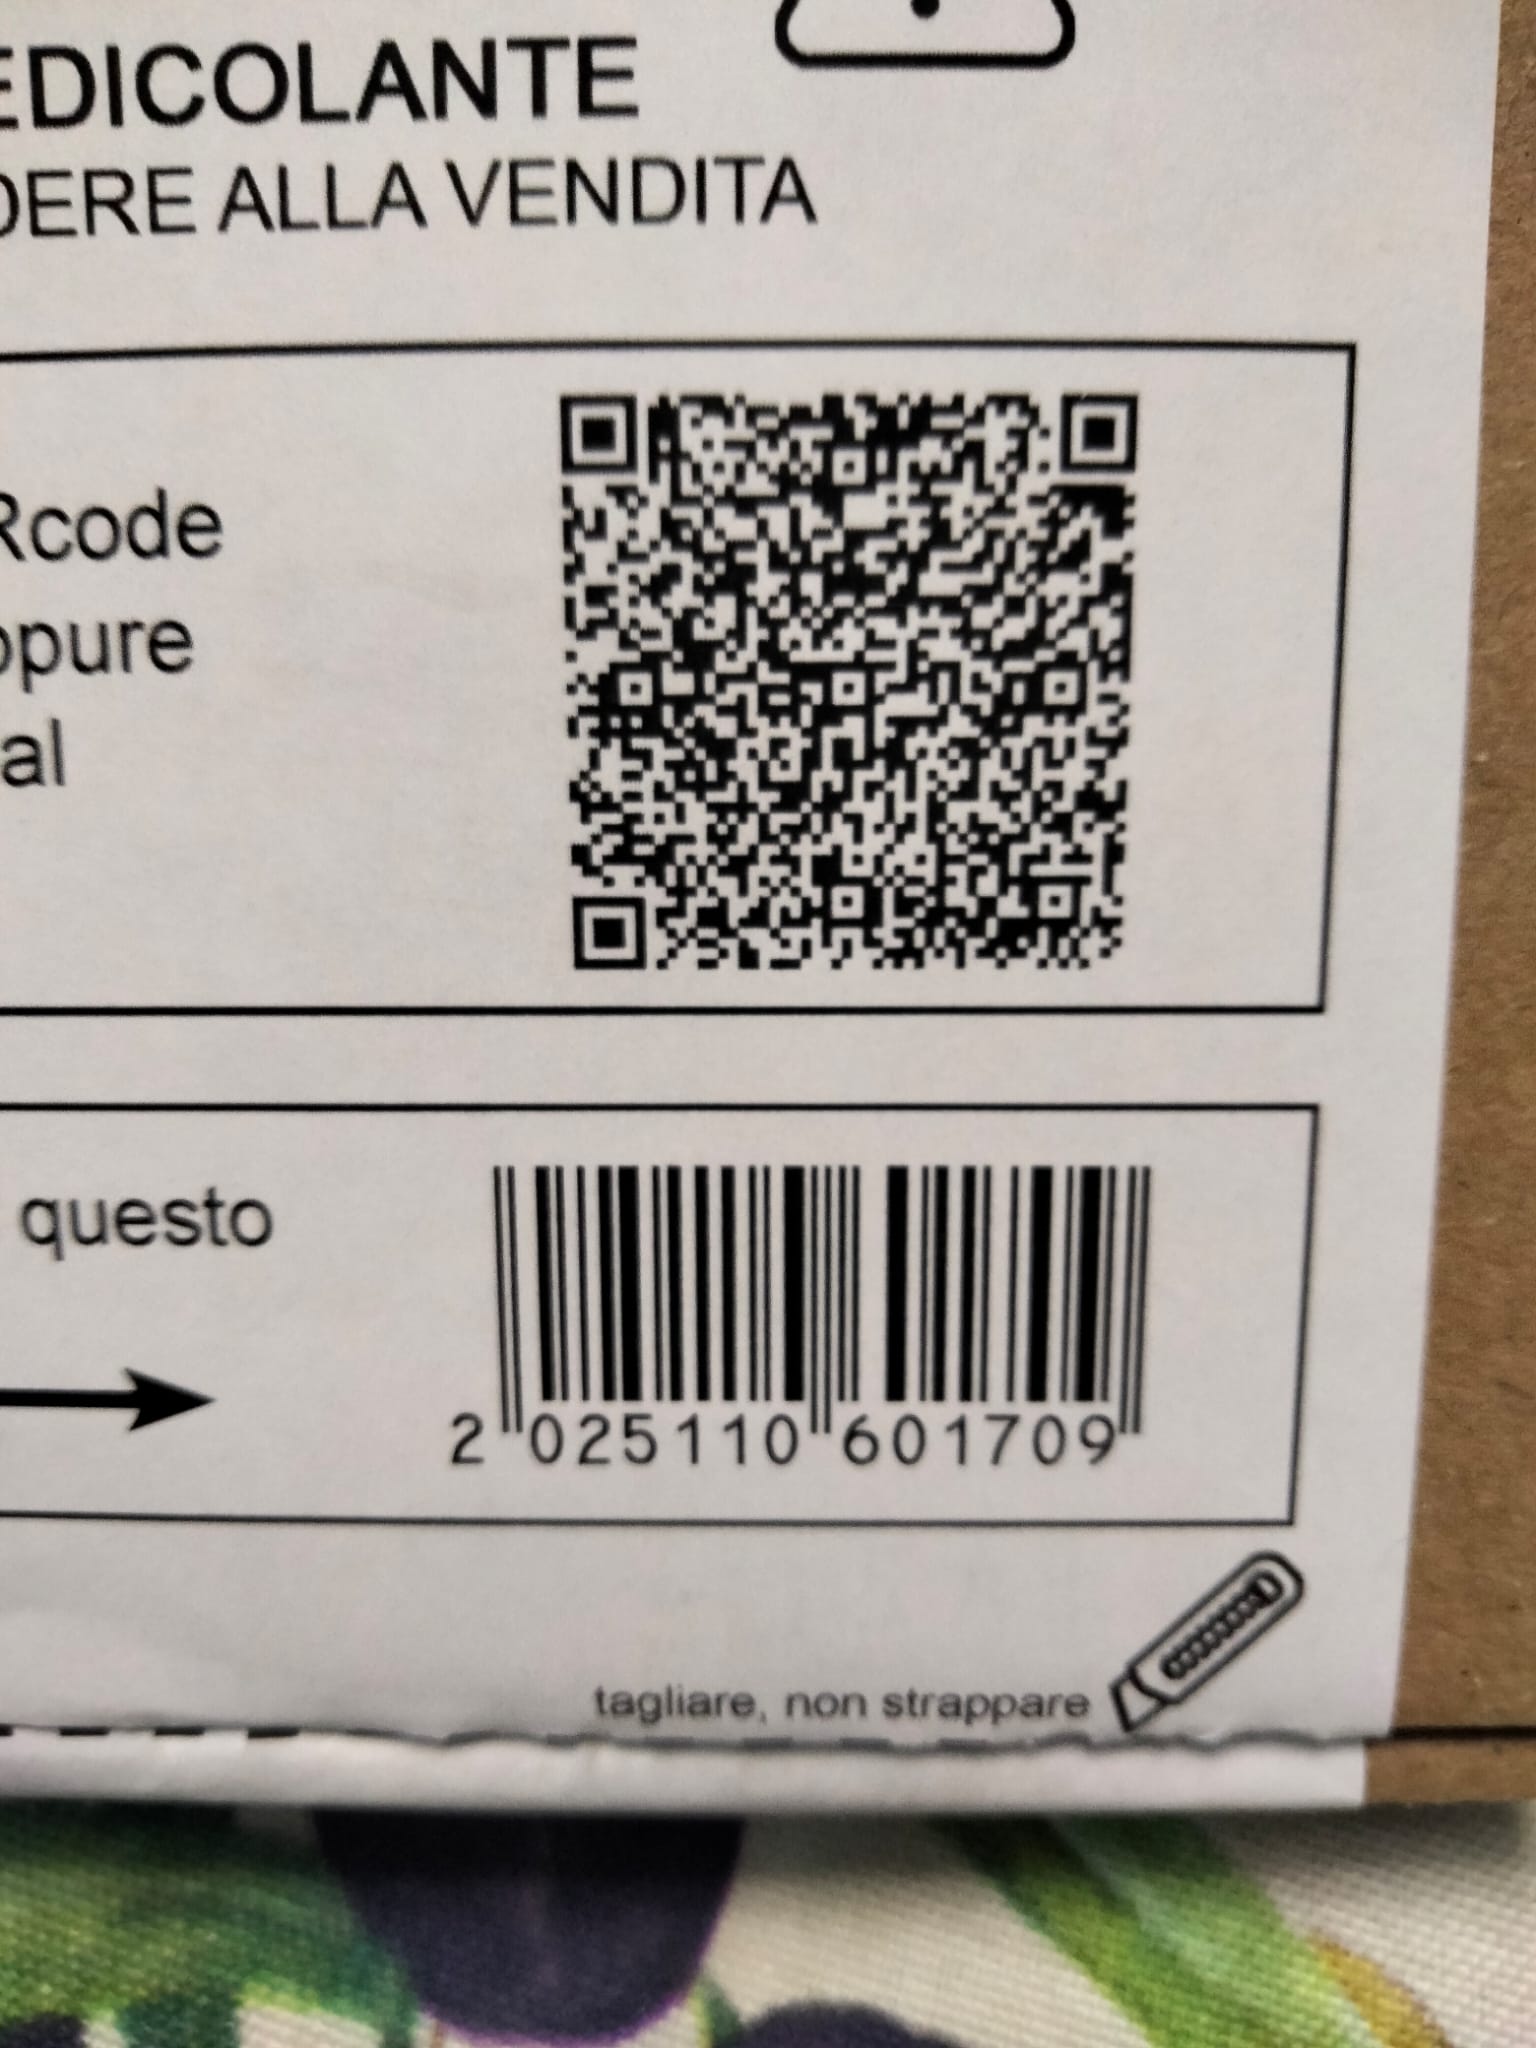 EDICOLANTE
DERE ALLA VENDITA
Rcode
ppure
al
questo
2 025110 601709
tagliare, non strappare